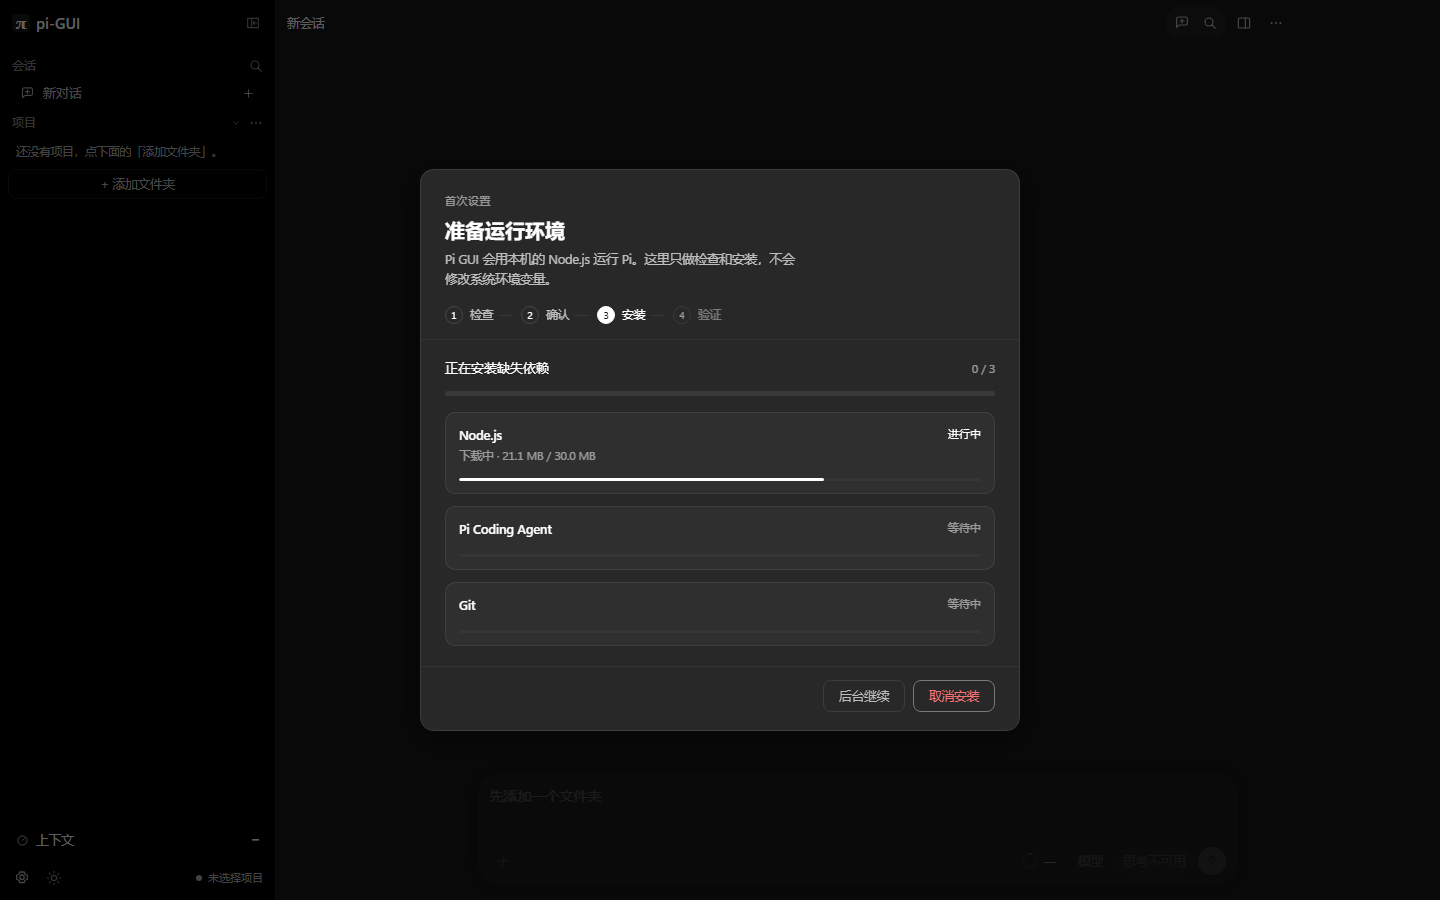 π pi-GUI
新会话
会话
新对话
项目
还没有项目，点下面的「添加文件夹」。
+ 添加文件夹
首次设置
准备运行环境
Pi GUI 会用本机的 Node.js 运行 Pi。这里只做检查和安装，不会
修改系统环境变量。
1 检查
2 确认
3 安装
4 验证
正在安装缺失依赖
0 / 3
Node.js
进行中
下载中 · 21.1 MB / 30.0 MB
Pi Coding Agent
等待中
Git
等待中
后台继续
取消安装
先添加一个文件夹
模型
思考不可用
上下文
未选择项目